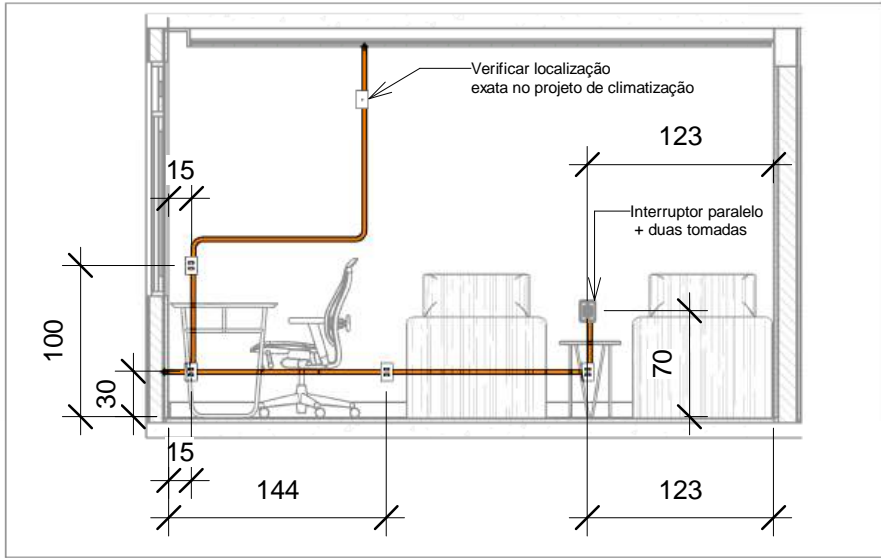 Verificar localização
exata no projeto de climatização
123
15
Interruptor paralelo
+ duas tomadas
100
30
70
15
144
123